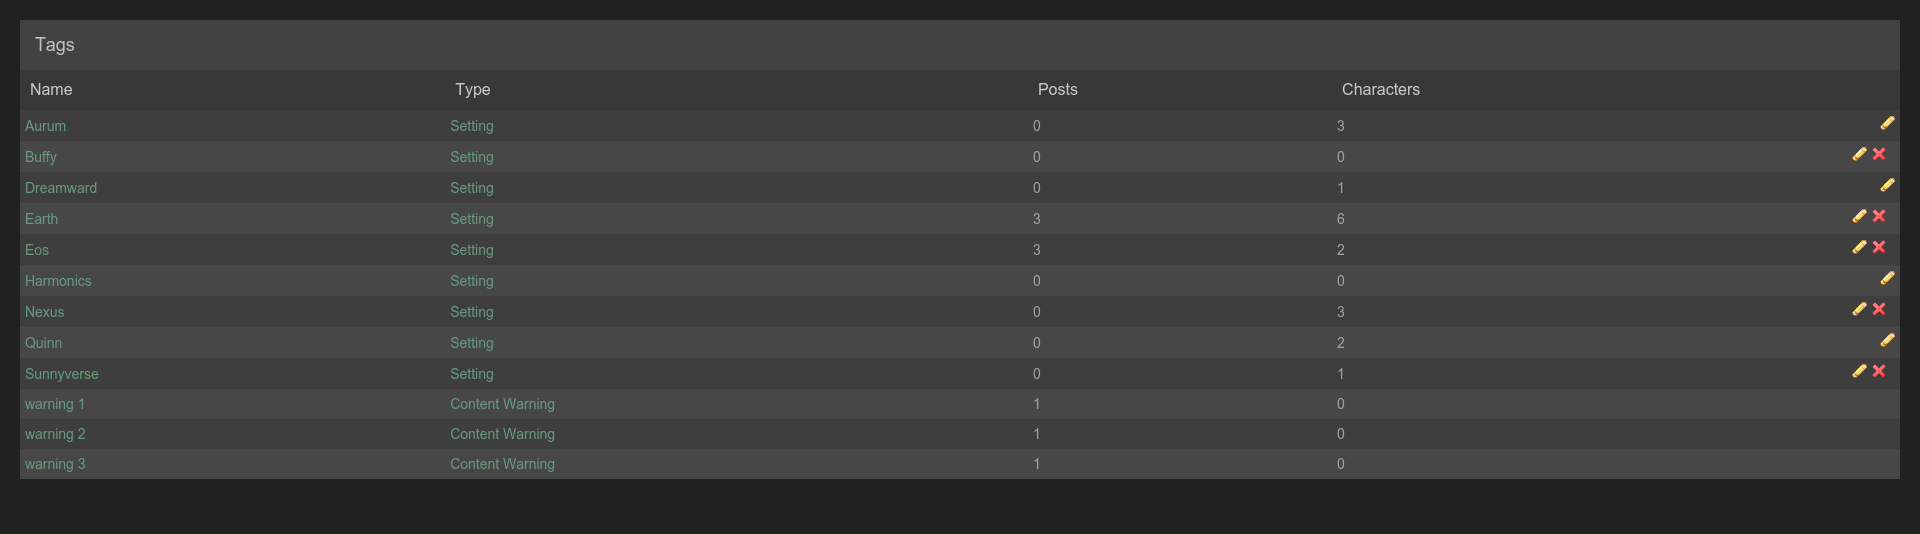 Tags
Name Type Posts Characters
Aurum Setting 0 3
Buffy Setting 0 0
Dreamward Setting 0 1
Earth Setting 3 6
Eos Setting 3 2
Harmonics Setting 0 0
Nexus Setting 0 3
Quinn Setting 0 2
Sunnyverse Setting 0 1
warning 1 Content Warning 1 0
warning 2 Content Warning 1 0
warning 3 Content Warning 1 0